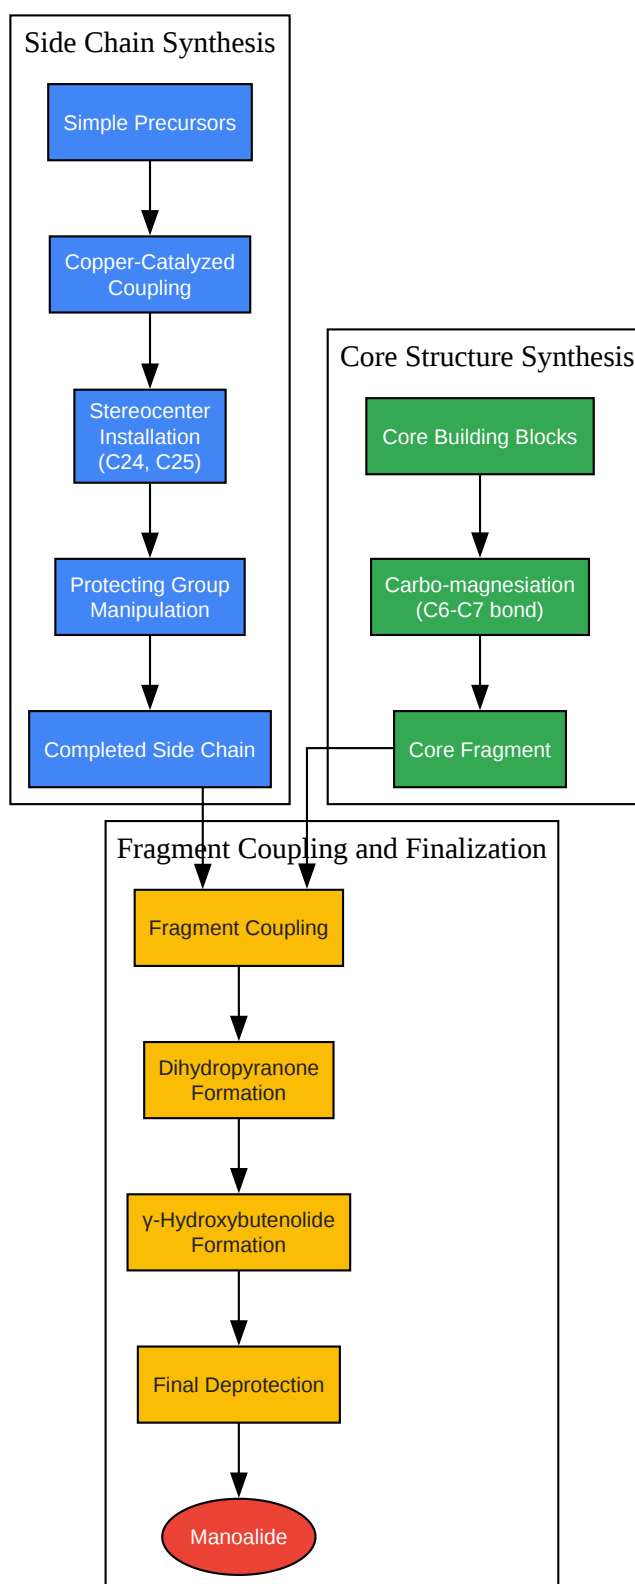 Side Chain Synthesis
Simple Precursors
Copper-Catalyzed
Coupling
Stereocenter
Installation
(C24, C25)
Protecting Group
Manipulation
Completed Side Chain
Core Structure Synthesis
Core Building Blocks
Carbo-magnesiation
(C6-C7 bond)
Core Fragment
Fragment Coupling and Finalization
Fragment Coupling
Dihydropyranone
Formation
γ-Hydroxybutenolide
Formation
Final Deprotection
Manoalide